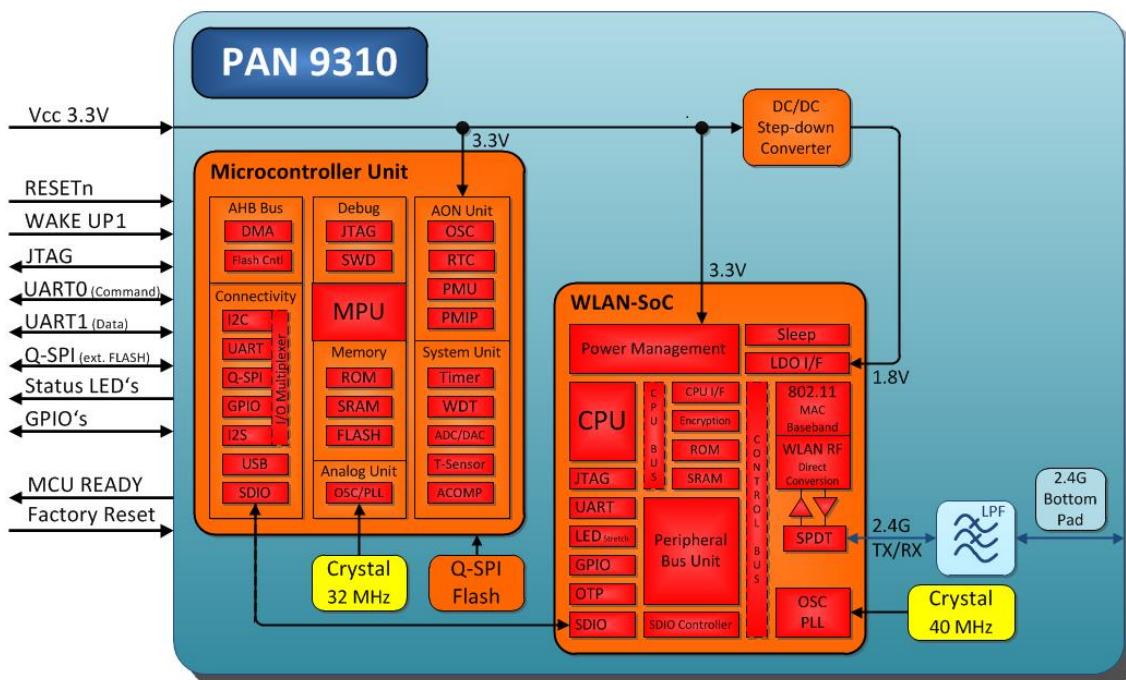 PAN 9310
Vcc 3.3V
RESETn
WAKE UP1
JTAG
UART0 (Command)
UART1 (Data)
Q-SPI (ext. FLASH)
Status LED‘s
GPIO‘s
MCU READY
Factory Reset
3.3V
Microcontroller Unit
AHB Bus
DMA
Flash Cntl
Connectivity
I2C
UART
Q-SPI
GPIO
I2S
I/O Multiplexer
USB
SDIO
Debug
JTAG
SWD
MPU
Memory
ROM
SRAM
FLASH
Analog Unit
OSC/PLL
AON Unit
OSC
RTC
PMU
PMIP
System Unit
Timer
WDT
ADC/DAC
T-Sensor
ACOMP
Crystal
32 MHz
Q-SPI
Flash
DC/DC
Step-down
Converter
3.3V
1.8V
WLAN-SoC
Power Management
Sleep
LDO I/F
CPU
CPU BUS
CPU I/F
Encryption
ROM
SRAM
CONTROL BUS
802.11
MAC
Baseband
WLAN RF
Direct
Conversion
SPDT
JTAG
UART
LED Stretch
GPIO
OTP
SDIO
Peripheral
Bus Unit
SDIO Controller
OSC
PLL
2.4G
TX/RX
LPF
2.4G
Bottom
Pad
Crystal
40 MHz